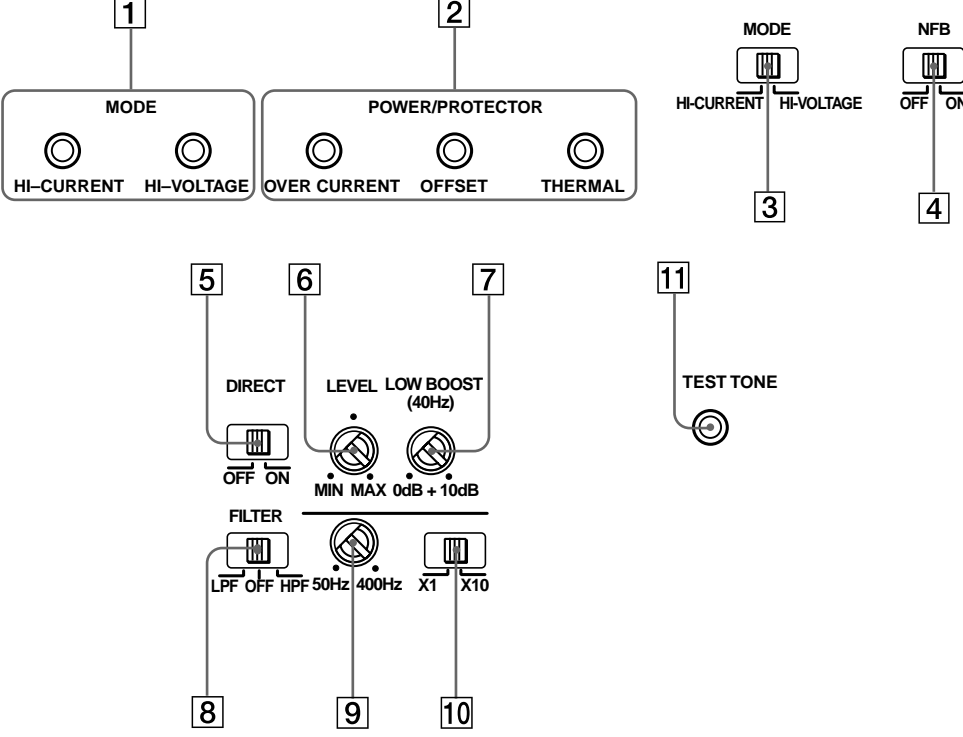 1
2
MODE
POWER/PROTECTOR
HI–CURRENT
HI–VOLTAGE
OVER CURRENT
OFFSET
THERMAL
MODE
HI-CURRENT
HI-VOLTAGE
3
NFB
OFF
ON
4
5
6
7
11
DIRECT
OFF ON
LEVEL
MIN MAX
LOW BOOST
(40Hz)
0dB + 10dB
TEST TONE
FILTER
LPF OFF HPF
50Hz 400Hz
X1 X10
8
9
10